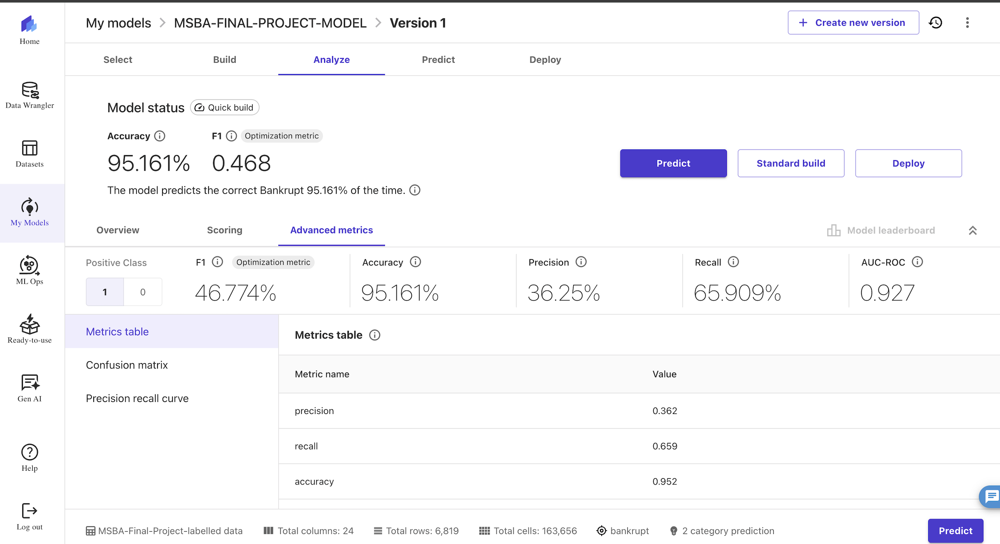 My models > MSBA-FINAL-PROJECT-MODEL > Version 1
+ Create new version
Home
Data Wrangler
Datasets
My Models
ML Ops
Ready-to-use
Gen AI
Help
Log out
Select Build Analyze Predict Deploy
Model status Quick build
Accuracy F1 Optimization metric
95.161% 0.468
The model predicts the correct Bankrupt 95.161% of the time.
Predict Standard build Deploy
Overview Scoring Advanced metrics Model leaderboard
Positive Class F1 Optimization metric Accuracy Precision Recall AUC-ROC
1 0 46.774% 95.161% 36.25% 65.909% 0.927
Metrics table
Confusion matrix
Precision recall curve
Metrics table
Metric name Value
precision 0.362
recall 0.659
accuracy 0.952
MSBA-Final-Project-labelled data Total columns: 24 Total rows: 6,819 Total cells: 163,656 bankrupt 2 category prediction Predict